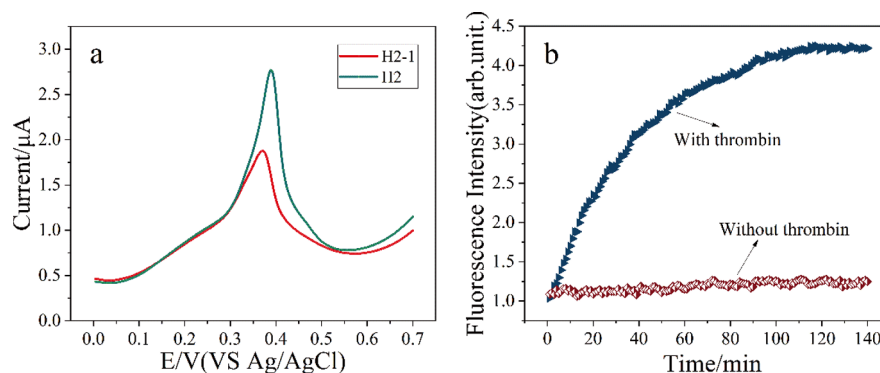 a
H2-1
H2
3.0
2.5
2.0
1.5
1.0
0.5
0.0
Current/μA
0.0 0.1 0.2 0.3 0.4 0.5 0.6 0.7
E/V(VS Ag/AgCl)
b
4.5
4.0
3.5
3.0
2.5
2.0
1.5
1.0
Fluorescence Intensity(arb.unit.)
With thrombin
Without thrombin
0 20 40 60 80 100 120 140
Time/min